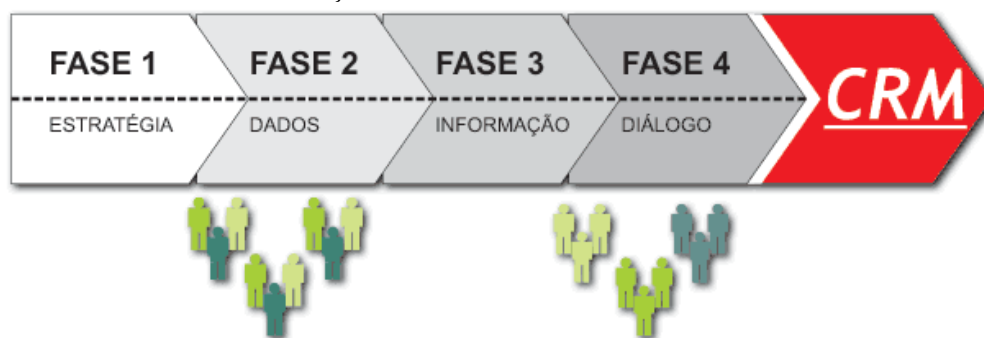 FASE 1
FASE 2
FASE 3
FASE 4
CRM
ESTRATÉGIA
DADOS
INFORMAÇÃO
DIÁLOGO